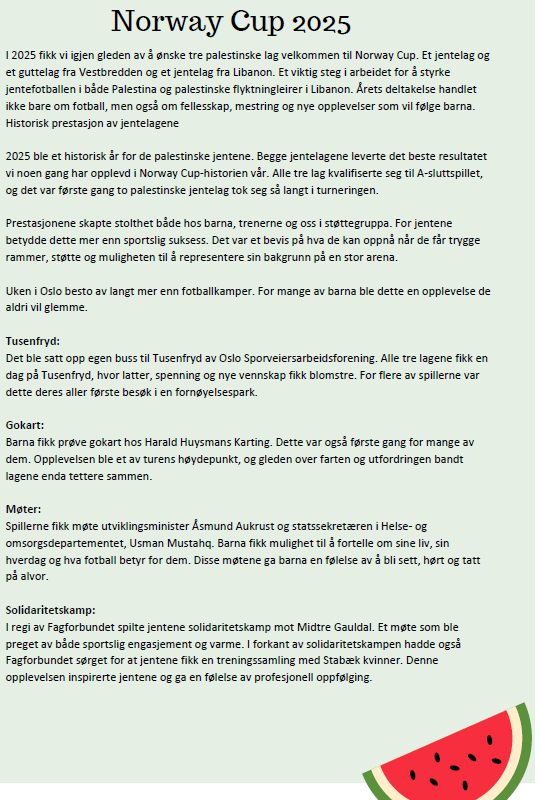 Norway Cup 2025
I 2025 fikk vi igjen gleden av å ønske tre palestinske lag velkommen til Norway Cup. Et jentelag og
et guttelag fra Vestbredden og et jentelag fra Libanon. Et viktig steg i arbeidet for å styrke
jentefotballen i både Palestina og palestinske flyktningleirer i Libanon. Årets deltakelse handlet
ikke bare om fotball, men også om fellesskap, mestring og nye opplevelser som vil følge barna.
Historisk prestasjon av jentelagene
2025 ble et historisk år for de palestinske jentene. Begge jentelagene leverte det beste resultatet
vi noen gang har opplevd i Norway Cup-historien vår. Alle tre lag kvalifiserte seg til A-sluttspillet,
og det var første gang to palestinske jentelag tok seg så langt i turneringen.
Prestasjonene skapte stolthet både hos barna, trenerne og oss i støttegruppa. For jentene
betydde dette mer enn sportslig suksess. Det var et bevis på hva de kan oppnå når de får trygge
rammer, støtte og muligheten til å representere sin bakgrunn på en stor arena.
Uken i Oslo besto av langt mer enn fotballkamper. For mange av barna ble dette en opplevelse de
aldri vil glemme.
Tusenfryd:
Det ble satt opp egen buss til Tusenfryd av Oslo Sporveiersarbeidsforening. Alle tre lagene fikk en
dag på Tusenfryd, hvor latter, spenning og nye vennskap fikk blomstre. For flere av spillerne var
dette deres aller første besøk i en fornøyelsespark.
Gokart:
Barna fikk prøve gokart hos Harald Huysmans Karting. Dette var også første gang for mange av
dem. Opplevelsen ble et av turens høydepunkt, og gleden over farten og utfordringen bandt
lagene enda tettere sammen.
Møter:
Spillerne fikk møte utviklingsminister Åsmund Aukrust og statssekretæren i Helse- og
omsorgsdepartementet, Usman Mustahq. Barna fikk mulighet til å fortelle om sine liv, sin
hverdag og hva fotball betyr for dem. Disse møtene ga barna en følelse av å bli sett, hørt og tatt
på alvor.
Solidaritetskamp:
I regi av Fagforbundet spilte jentene solidaritetskamp mot Midtre Gauldal. Et møte som ble
preget av både sportslig engasjement og varme. I forkant av solidaritetskampen hadde også
Fagforbundet sørget for at jentene fikk en treningssamling med Stabæk kvinner. Denne
opplevelsen inspirerte jentene og ga en følelse av profesjonell oppfølging.